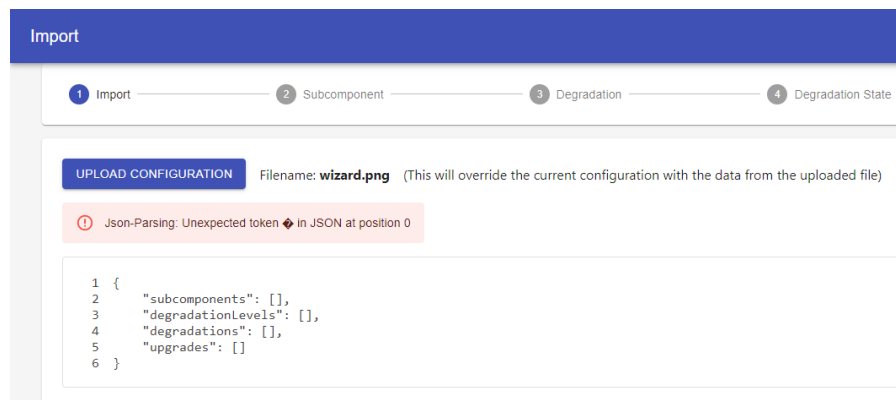 Import
1 Import 2 Subcomponent 3 Degradation 4 Degradation State
UPLOAD CONFIGURATION Filename: wizard.png (This will override the current configuration with the data from the uploaded file)
Json-Parsing: Unexpected token � in JSON at position 0
1 {
2     "subcomponents": [],
3     "degradationLevels": [],
4     "degradations": [],
5     "upgrades": []
6 }